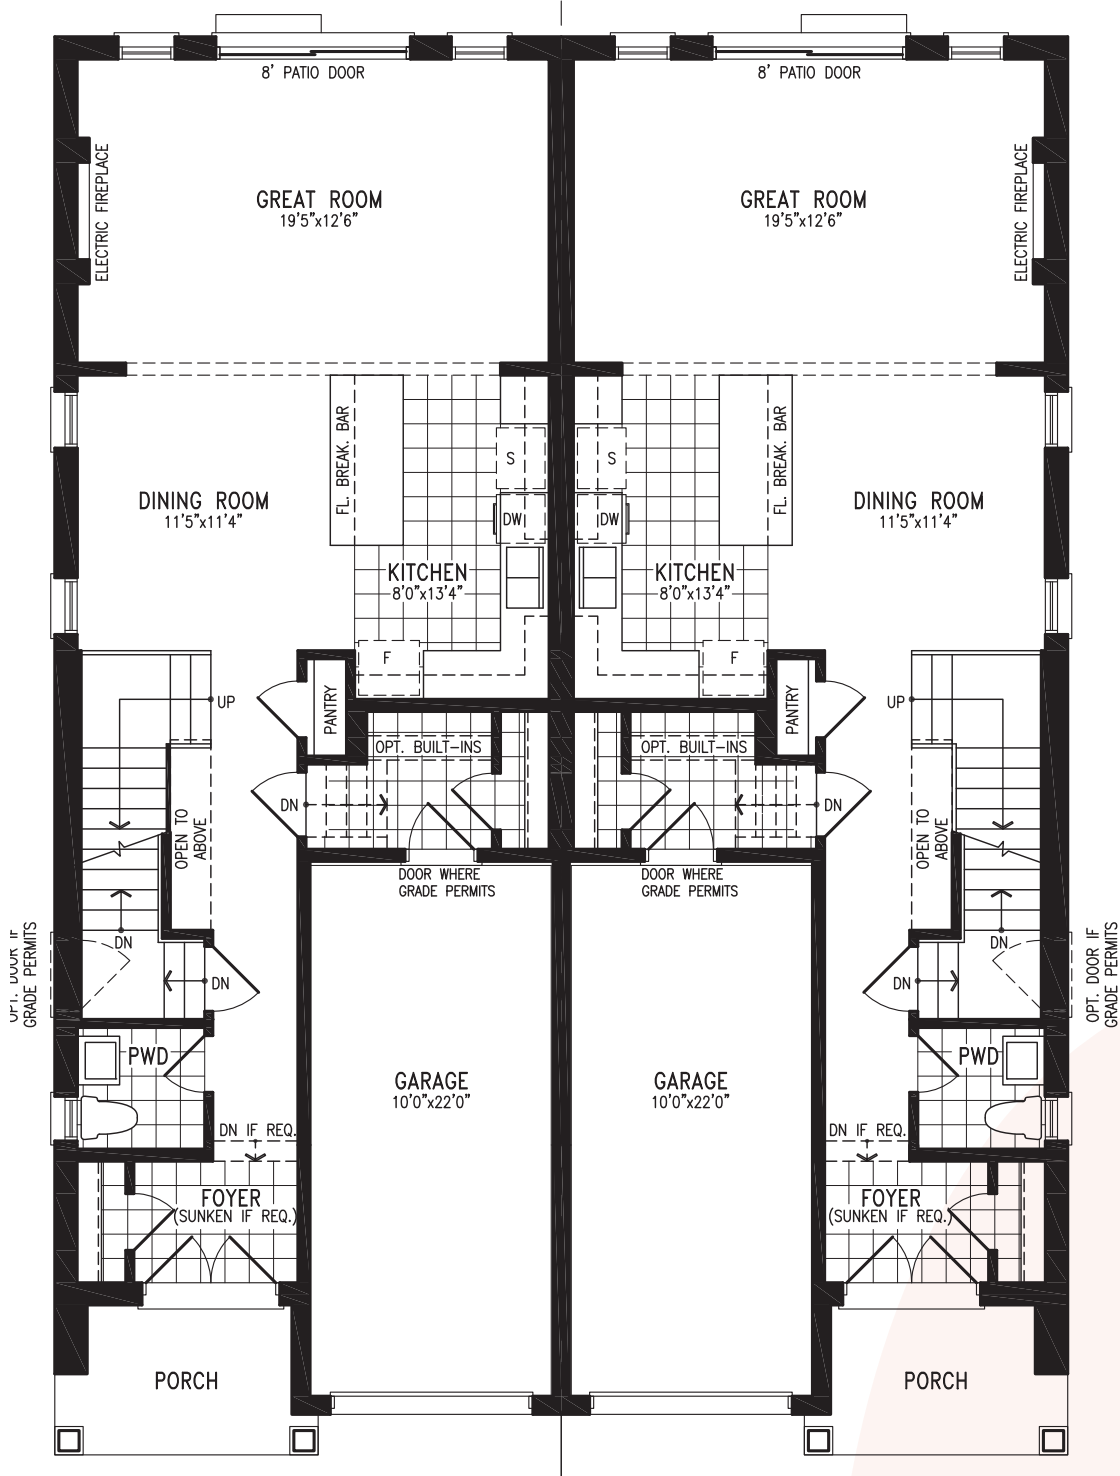 8' PATIO DOOR
8' PATIO DOOR
ELECTRIC FIREPLACE
GREAT ROOM
19'5"x12'6"
GREAT ROOM
19'5"x12'6"
ELECTRIC FIREPLACE
FL. BREAK. BAR
S
S
FL. BREAK. BAR
DINING ROOM
11'5"x11'4"
DW
DW
DINING ROOM
11'5"x11'4"
KITCHEN
8'0"x13'4"
KITCHEN
8'0"x13'4"
F
F
UP
PANTRY
PANTRY
UP
OPT. BUILT-INS
OPT. BUILT-INS
DN
DN
OPEN TO
ABOVE
OPEN TO
ABOVE
DOOR WHERE
GRADE PERMITS
DOOR WHERE
GRADE PERMITS
DN
DN
OPT. DOOR IF
GRADE PERMITS
DN
DN
OPT. DOOR IF
GRADE PERMITS
PWD
PWD
GARAGE
10'0"x22'0"
GARAGE
10'0"x22'0"
DN IF REQ.
DN IF REQ.
FOYER
(SUNKEN IF REQ.)
FOYER
(SUNKEN IF REQ.)
PORCH
PORCH